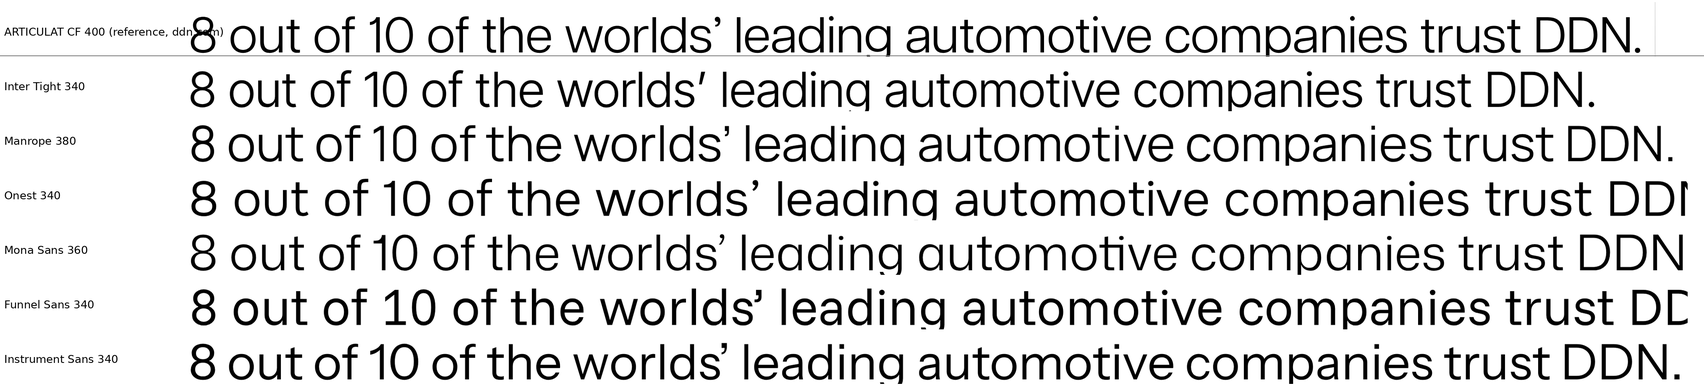 ARTICULAT CF 400 (reference, ddn.com) 8 out of 10 of the worlds’ leading automotive companies trust DDN.
Inter Tight 340 8 out of 10 of the worlds’ leading automotive companies trust DDN.
Manrope 380 8 out of 10 of the worlds’ leading automotive companies trust DDN.
Onest 340 8 out of 10 of the worlds’ leading automotive companies trust DDN
Mona Sans 360 8 out of 10 of the worlds’ leading automotive companies trust DDN
Funnel Sans 340 8 out of 10 of the worlds’ leading automotive companies trust DD
Instrument Sans 340 8 out of 10 of the worlds’ leading automotive companies trust DDN.